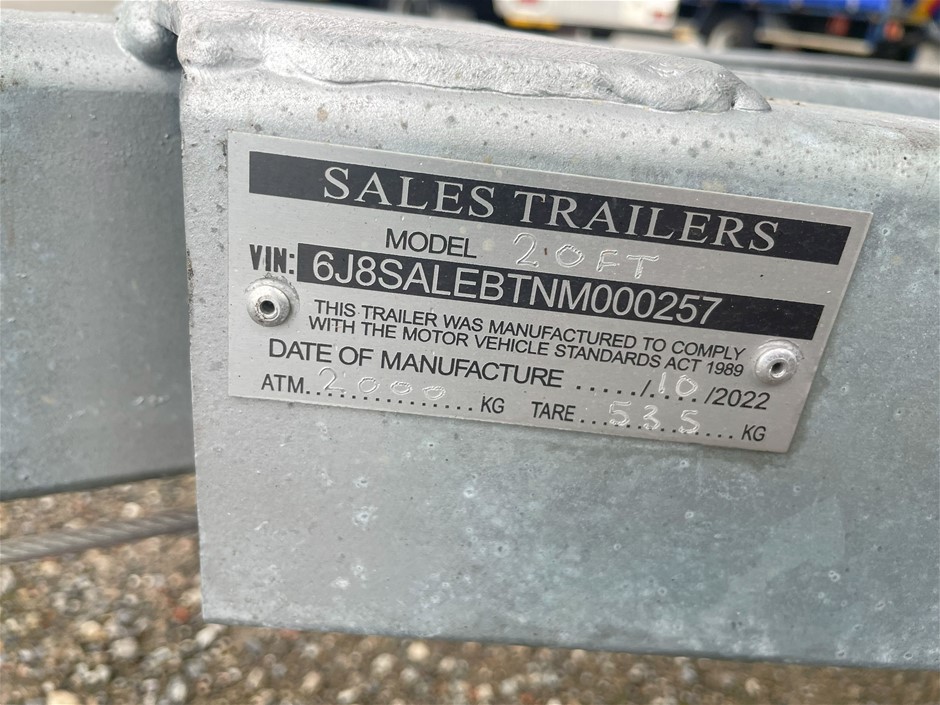 SALES TRAILERS
MODEL 20FT
VIN: 6J8SALEBTNM000257
THIS TRAILER WAS MANUFACTURED TO COMPLY
WITH THE MOTOR VEHICLE STANDARDS ACT 1989
DATE OF MANUFACTURE ...../10/2022
ATM..2000......KG TARE...535......KG